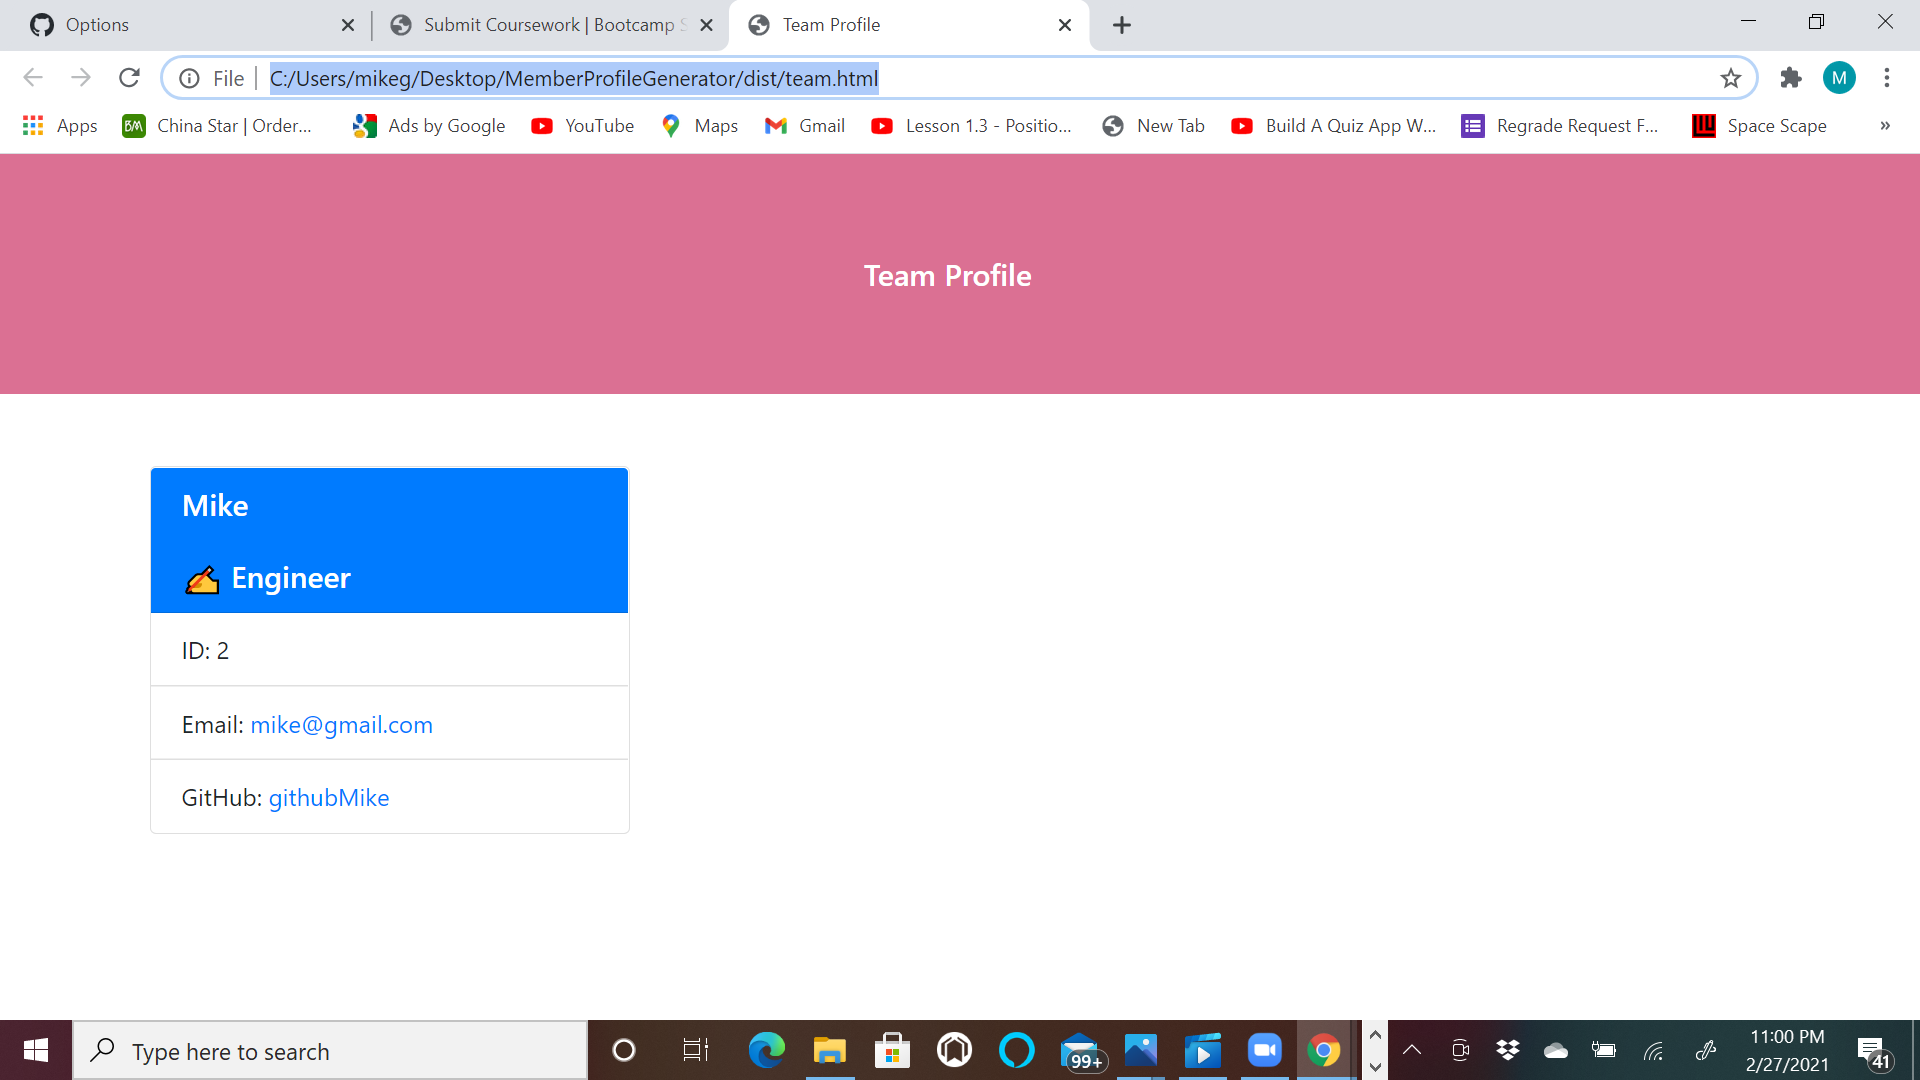 Options
Submit Coursework | Bootcamp S
Team Profile
File
C:/Users/mikeg/Desktop/MemberProfileGenerator/dist/team.html
M
Apps
BM
China Star | Order...
Ads by Google
YouTube
Maps
Gmail
Lesson 1.3 - Positio...
New Tab
Build A Quiz App W...
Regrade Request F...
Space Scape
»
Team Profile
Mike
✍ Engineer
ID: 2
Email: mike@gmail.com
GitHub: githubMike
Type here to search
99+
11:00 PM
2/27/2021
41